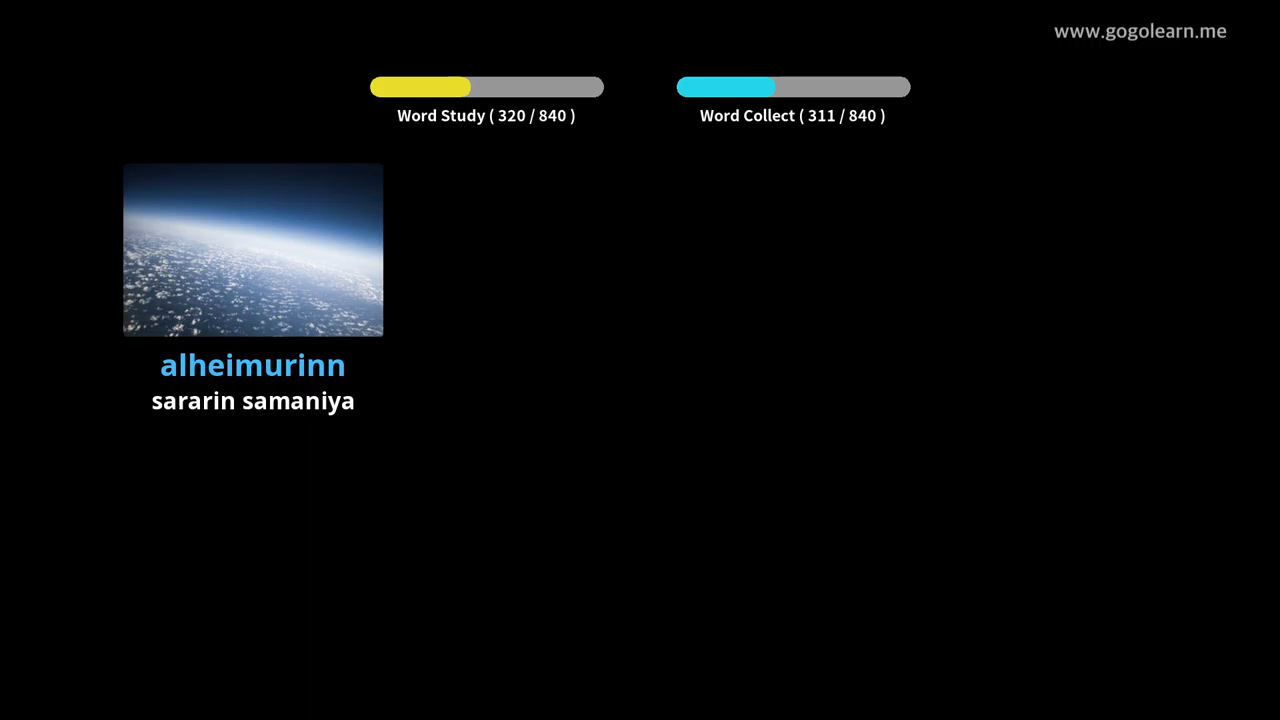 www.gogolearn.me
Word Study ( 320 / 840 )
Word Collect ( 311 / 840 )
alheimurinn
sararin samaniya